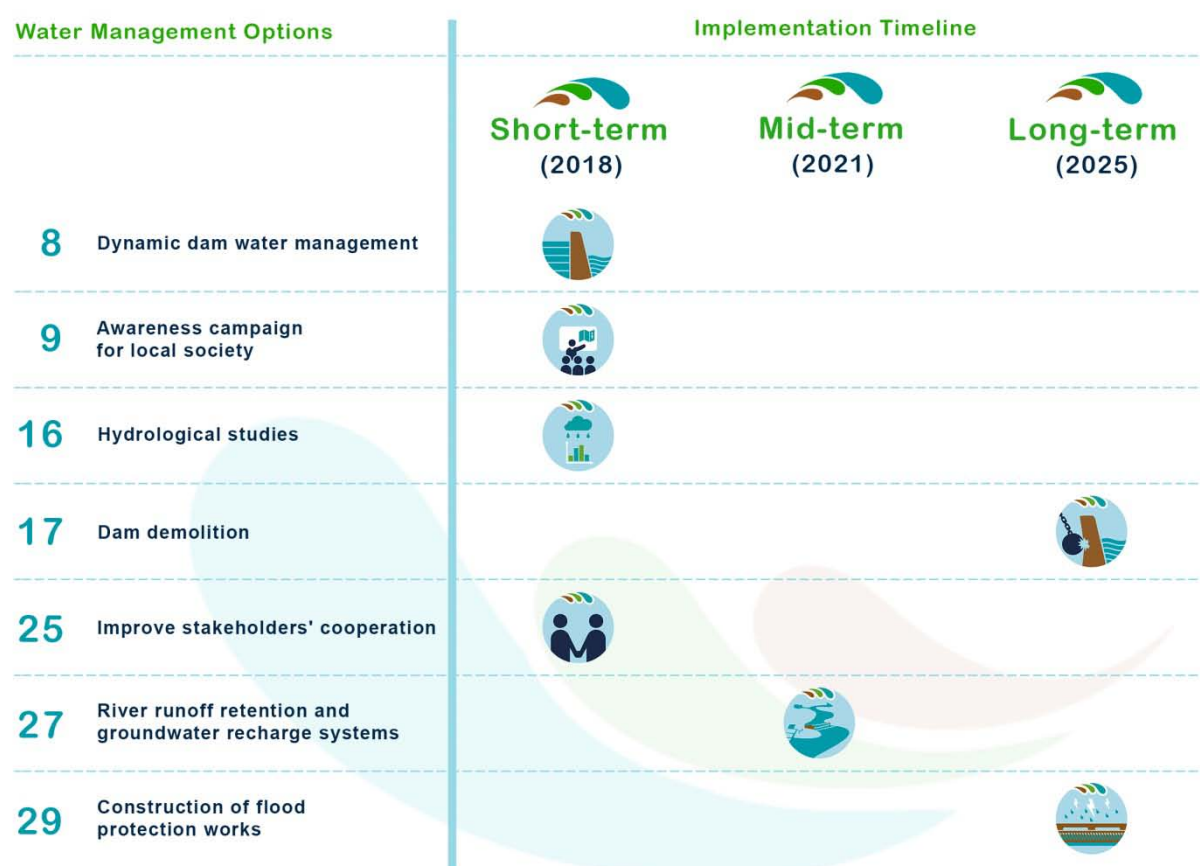 Water Management Options
Implementation Timeline
Short-term
(2018)
Mid-term
(2021)
Long-term
(2025)
8
Dynamic dam water management
9
Awareness campaign
for local society
16
Hydrological studies
17
Dam demolition
25
Improve stakeholders' cooperation
27
River runoff retention and
groundwater recharge systems
29
Construction of flood
protection works